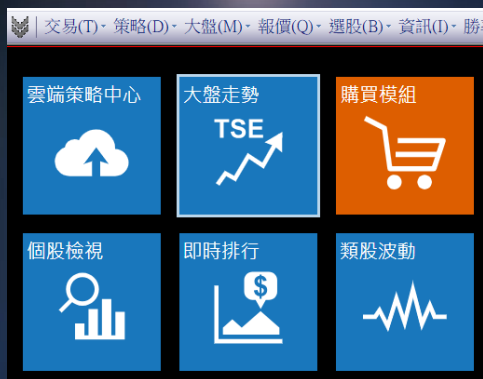 交易(T) 策略(D) 大盤(M) 報價(Q) 選股(B) 資訊(I) 勝
雲端策略中心
大盤走勢
購買模組
TSE
個股檢視
即時排行
類股波動
$